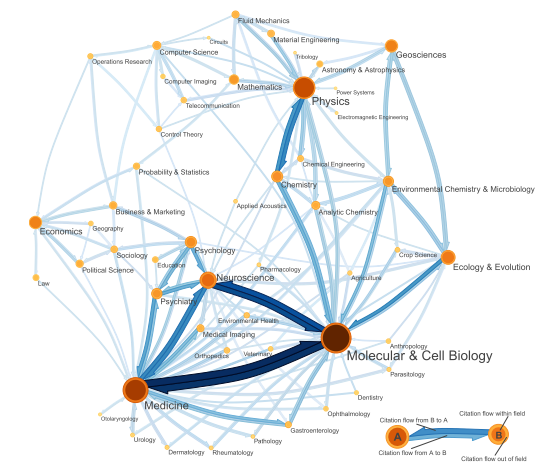 Fluid Mechanics
Circuits
Material Engineering
Computer Science
Tribology
Geosciences
Operations Research
Astronomy & Astrophysics
Computer Imaging
Mathematics
Power Systems
Physics
Telecommunication
Electromagnetic Engineering
Control Theory
Chemical Engineering
Probability & Statistics
Chemistry
Environmental Chemistry & Microbiology
Applied Acoustics
Business & Marketing
Analytic Chemistry
Geography
Economics
Psychology
Crop Science
Sociology
Education
Pharmacology
Political Science
Ecology & Evolution
Law
Neuroscience
Agriculture
Psychiatry
Environmental Health
Medical Imaging
Anthropology
Orthopedics
Veterinary
Molecular & Cell Biology
Parasitology
Medicine
Dentistry
Otolaryngology
Ophthalmology
Citation flow from B to A
Citation flow within field
Gastroenterology
A
B
Urology
Pathology
Dermatology
Rheumatology
Citation flow from A to B
Citation flow out of field